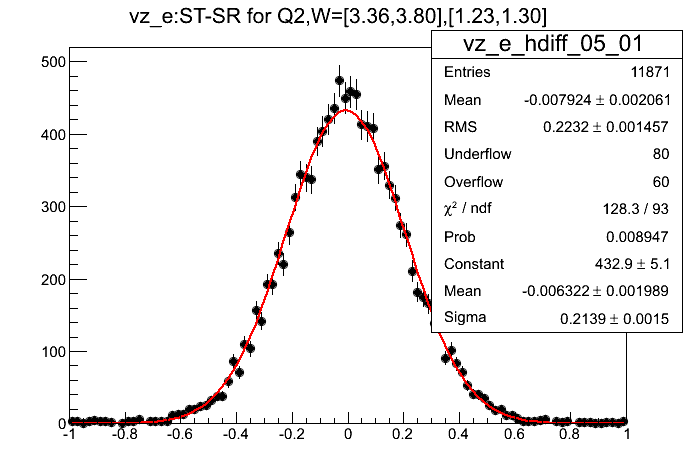 vz_e:ST-SR for Q2,W=[3.36,3.80],[1.23,1.30]
vz_e_hdiff_05_01
Entries 11871
Mean -0.007924 ± 0.002061
RMS 0.2232 ± 0.001457
Underflow 80
Overflow 60
χ² / ndf 128.3 / 93
Prob 0.008947
Constant 432.9 ± 5.1
Mean -0.006322 ± 0.001989
Sigma 0.2139 ± 0.0015
500
400
300
200
100
0
-1 -0.8 -0.6 -0.4 -0.2 0 0.2 0.4 0.6 0.8 1